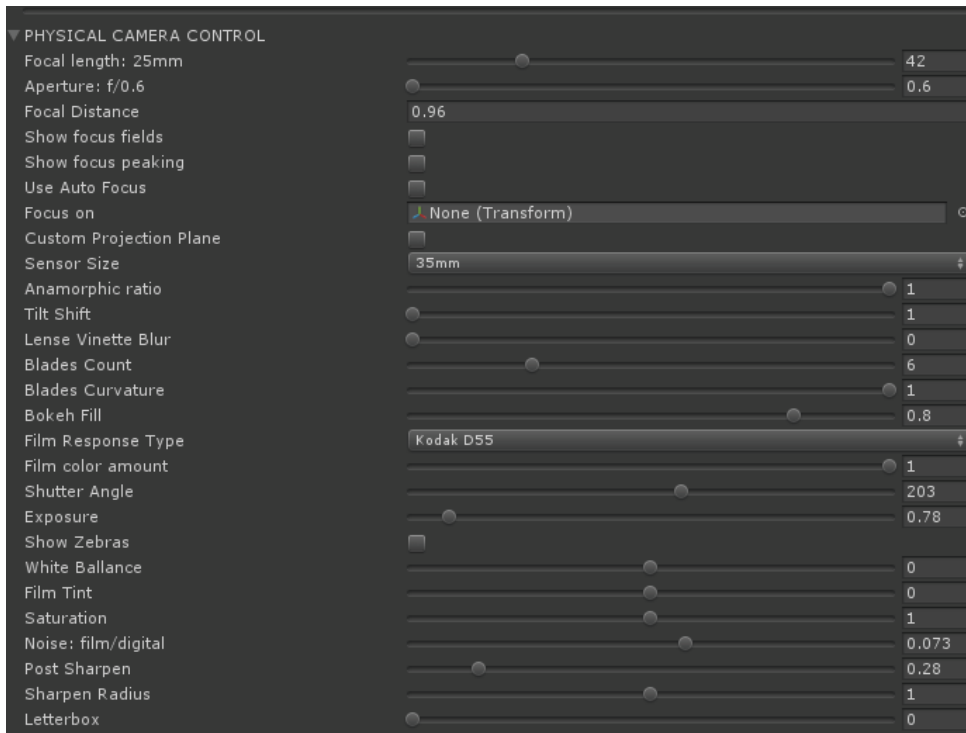 PHYSICAL CAMERA CONTROL
Focal length: 25mm 42
Aperture: f/0.6 0.6
Focal Distance 0.96
Show focus fields
Show focus peaking
Use Auto Focus
Focus on None (Transform)
Custom Projection Plane
Sensor Size 35mm
Anamorphic ratio 1
Tilt Shift 1
Lense Vinette Blur 0
Blades Count 6
Blades Curvature 1
Bokeh Fill 0.8
Film Response Type Kodak D55
Film color amount 1
Shutter Angle 203
Exposure 0.78
Show Zebras
White Ballance 0
Film Tint 0
Saturation 1
Noise: film/digital 0.073
Post Sharpen 0.28
Sharpen Radius 1
Letterbox 0